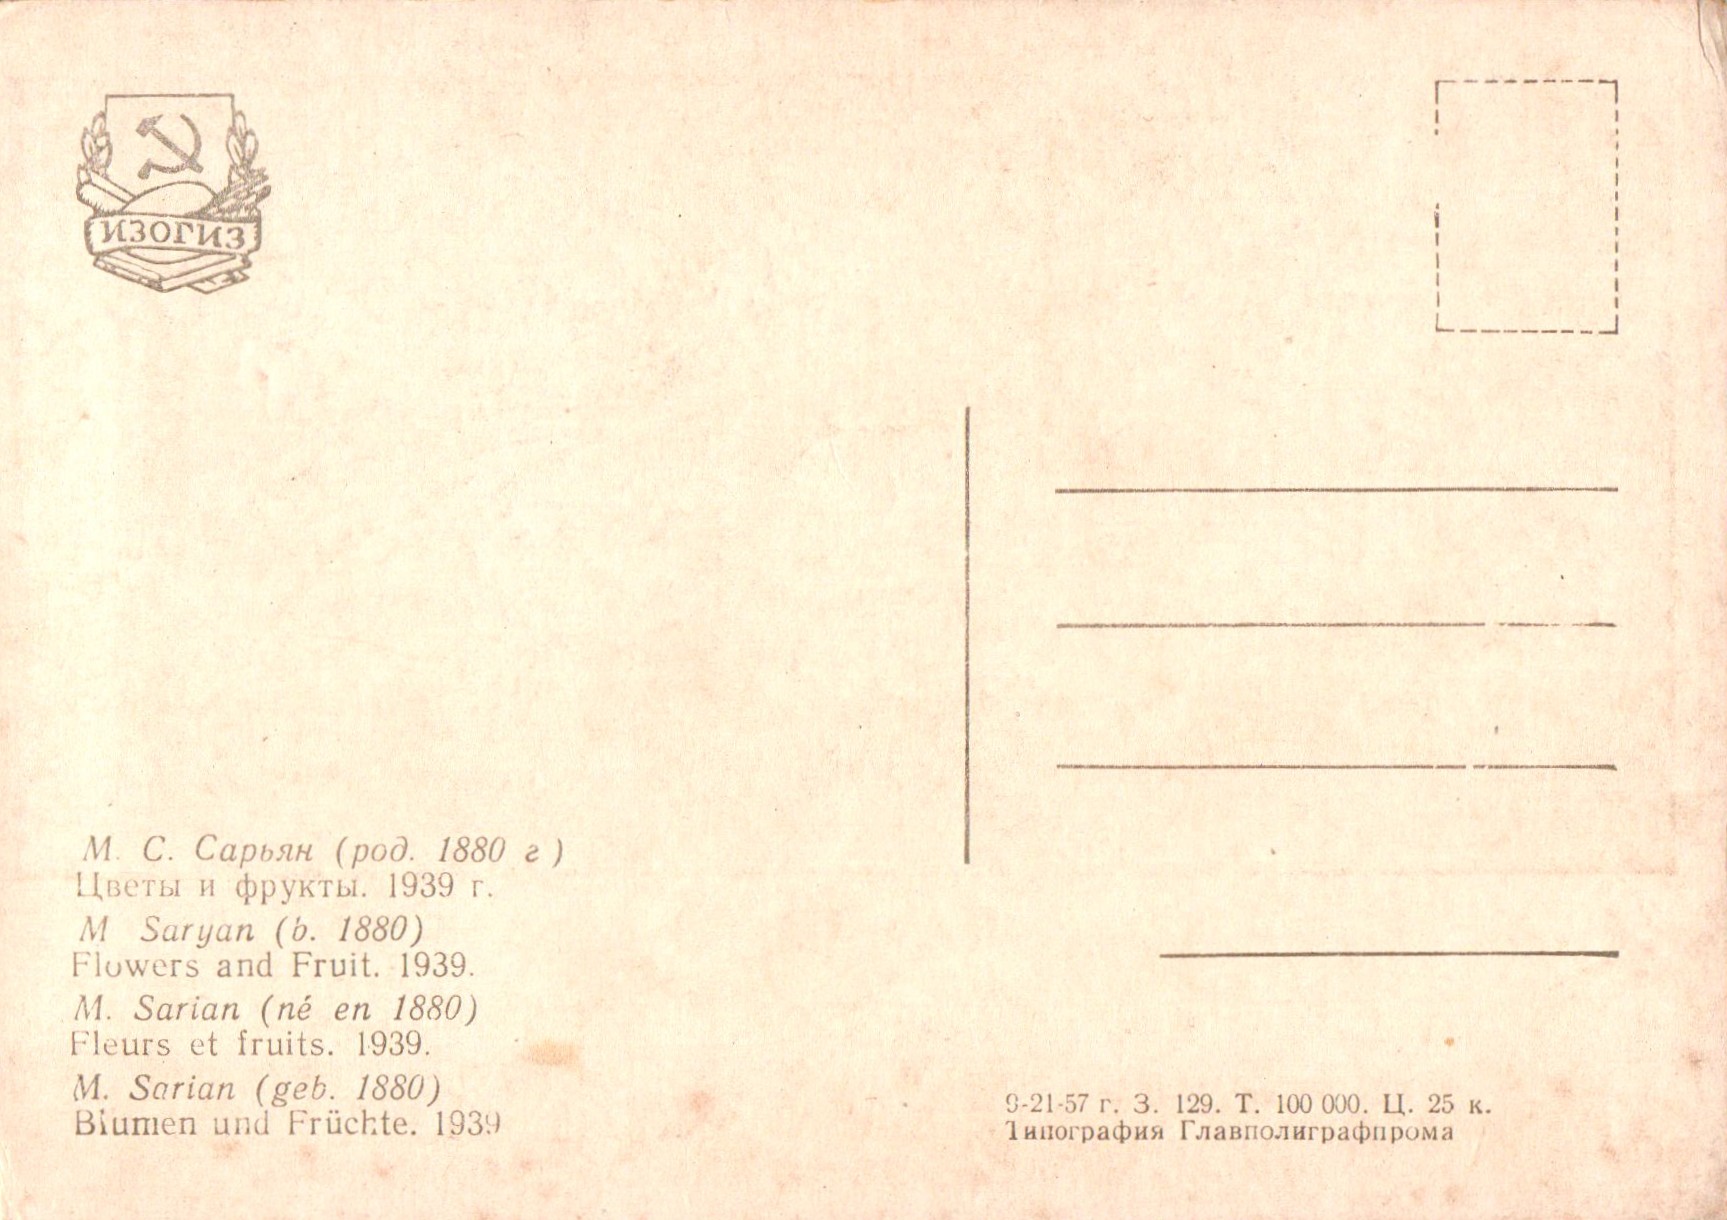 ИЗОГИЗ
М. С. Сарьян (род. 1880 г)
Цветы и фрукты. 1939 г.
M Saryan (b. 1880)
Flowers and Fruit. 1939.
M. Sarian (né en 1880)
Fleurs et fruits. 1939.
M. Sarian (geb. 1880)
Blumen und Früchte. 1939
9-21-57 г. З. 129. Т. 100 000. Ц. 25 к.
Типография Главполиграфпрома